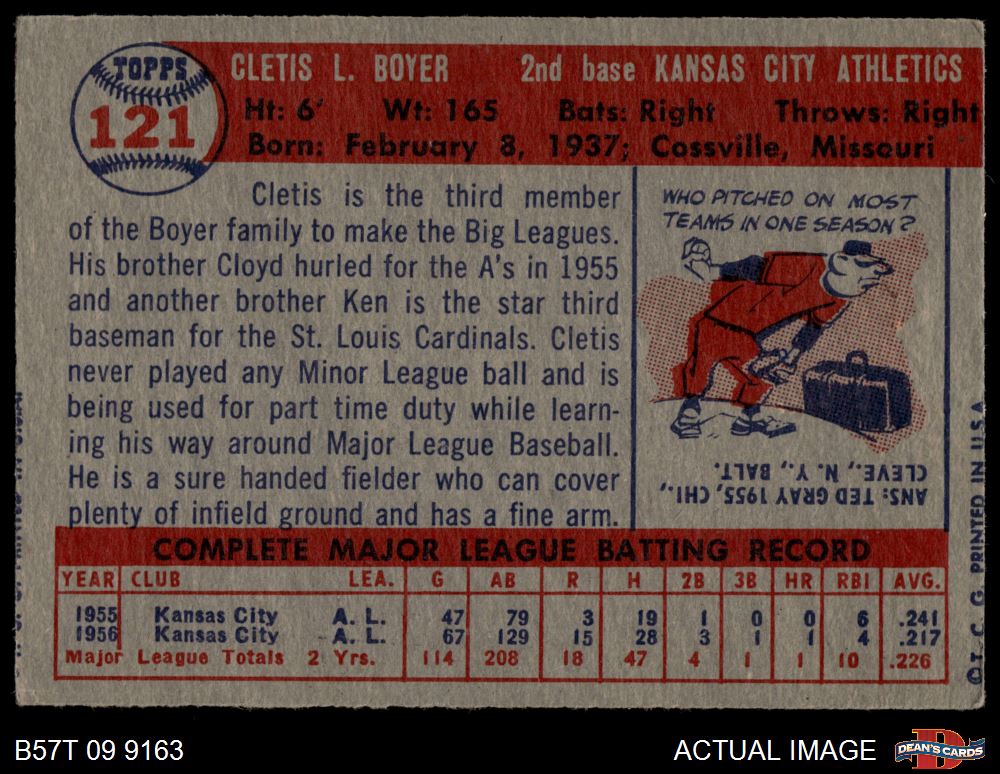 TOPPS
121
CLETIS L. BOYER 2nd base KANSAS CITY ATHLETICS
Ht: 6' Wt: 165 Bats: Right Throws: Right
Born: February 8, 1937; Cossville, Missouri
Cletis is the third member
of the Boyer family to make the Big Leagues.
His brother Cloyd hurled for the A's in 1955
and another brother Ken is the star third
baseman for the St. Louis Cardinals. Cletis
never played any Minor League ball and is
being used for part time duty while learn-
ing his way around Major League Baseball.
He is a sure handed fielder who can cover
plenty of infield ground and has a fine arm.
WHO PITCHED ON MOST
TEAMS IN ONE SEASON?
ANS: TED GRAY 1955, CHI.,
CLEVE., N. Y., BALT.
COMPLETE MAJOR LEAGUE BATTING RECORD
YEAR CLUB LEA. G AB R H 2B 3B HR RBI AVG.
1955 Kansas City A. L. 47 79 3 19 1 0 0 6 .241
1956 Kansas City A. L. 67 129 15 28 3 1 1 4 .217
Major League Totals 2 Yrs. 114 208 18 47 4 1 1 10 .226
©T. C. G. PRINTED IN U.S.A.
B57T 09 9163
ACTUAL IMAGE
DEAN'S CARDS